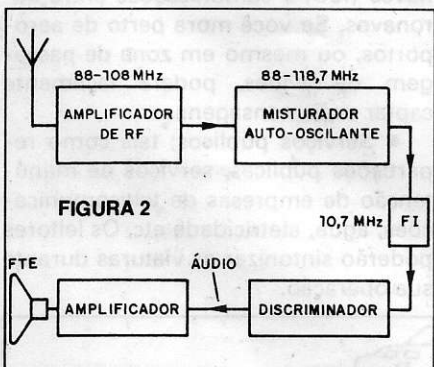 88-108 MHz
88-118,7 MHz
AMPLIFICADOR
DE RF
MISTURADOR
AUTO-OSCILANTE
FIGURA 2
10,7 MHz
FI
FTE
ÁUDIO
AMPLIFICADOR
DISCRIMINADOR